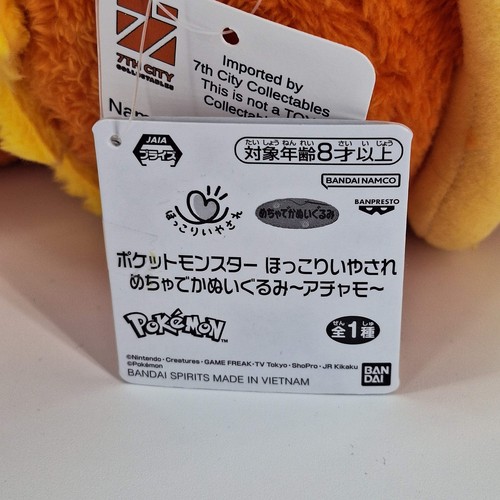 7TH CITY
COLLECTABLES
Imported by
7th City Collectables
This is not a TOY
JAIA
プライズ
たいしょうねんれい さいいじょう
対象年齢8才以上
BANDAI NAMCO
ほっこりいやされ
めちゃでかぬいぐるみ
BANPRESTO
ポケットモンスター ほっこりいやされ
めちゃでかぬいぐるみ～アチャモ～
POKéMON
TM
ぜん しゅ
全1種
©Nintendo・Creatures・GAME FREAK・TV Tokyo・ShoPro・JR Kikaku
©Pokémon
BANDAI SPIRITS MADE IN VIETNAM
BAN
DAI